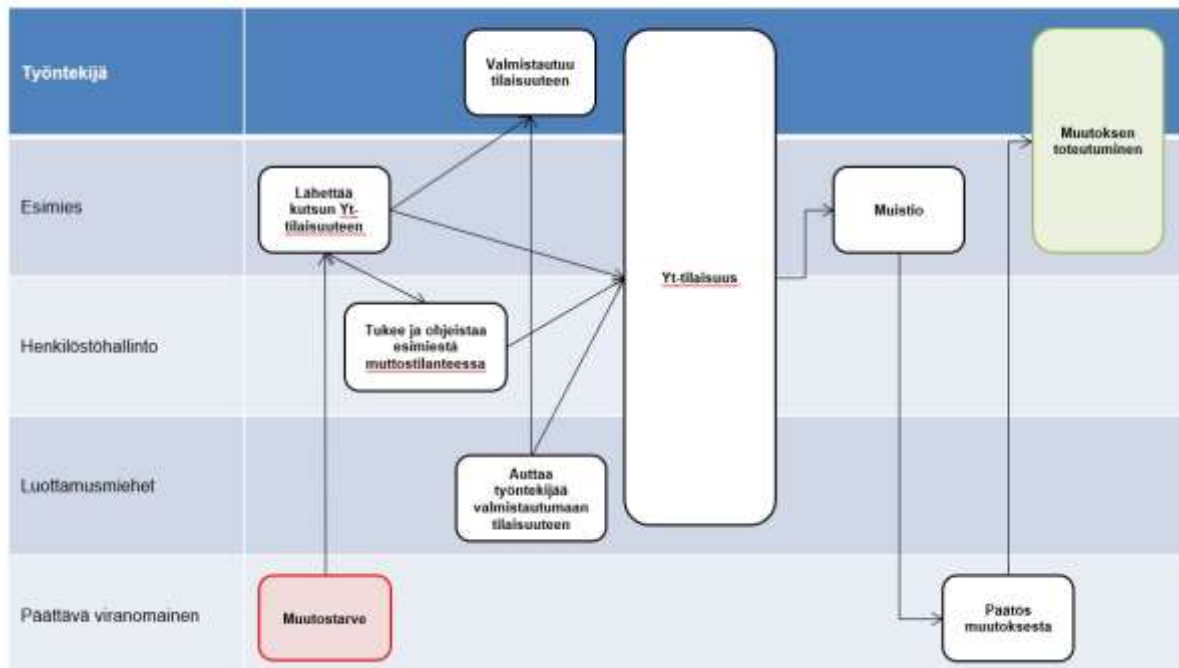 Työntekijä
Valmistautuu
tilaisuuteen
Muutoksen
toteutuminen
Esimies
Lähettää
kutsun Yt-
tilaisuuteen
Muistio
Yt-tilaisuus
Henkilöstöhallinto
Tukee ja ohjeistaa
esimiestä
muttostilanteessa
Luottamusmiehet
Auttaa
työntekijää
valmistautumaan
tilaisuuteen
Päättävä viranomainen
Muutostarve
Päätös
muutoksesta